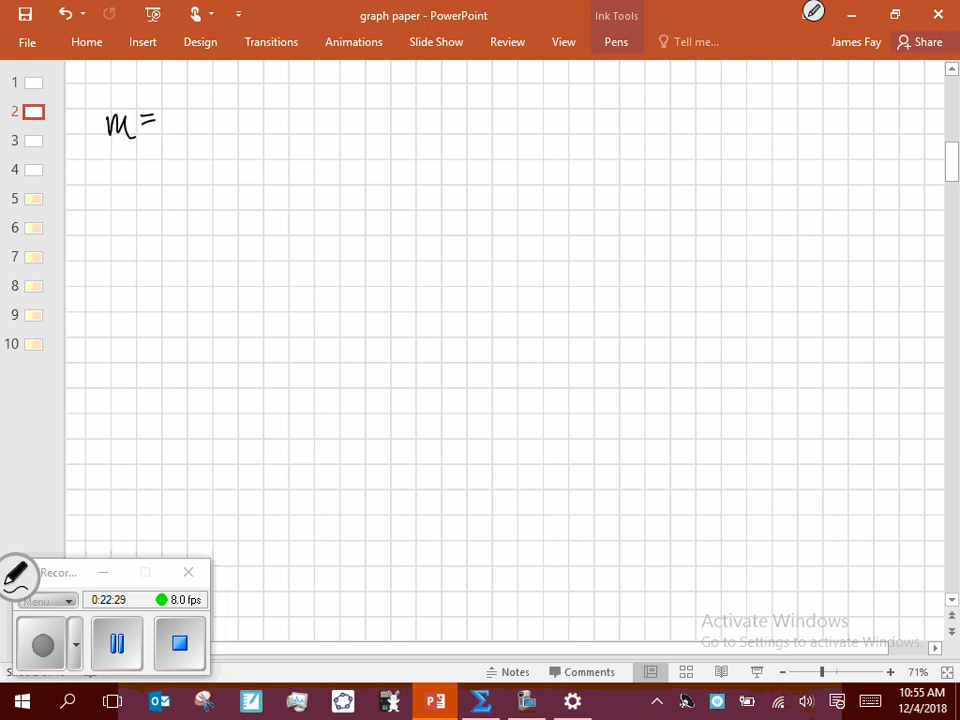 graph paper - PowerPoint
Ink Tools
File
Home
Insert
Design
Transitions
Animations
Slide Show
Review
View
Pens
Tell me...
James Fay
Share
1
2
3
4
5
6
7
8
9
10
m =
Recor...
Menu
0:22:29
8.0 fps
Activate Windows
Go to Settings to activate Windows.
Notes
Comments
71%
10:55 AM
12/4/2018